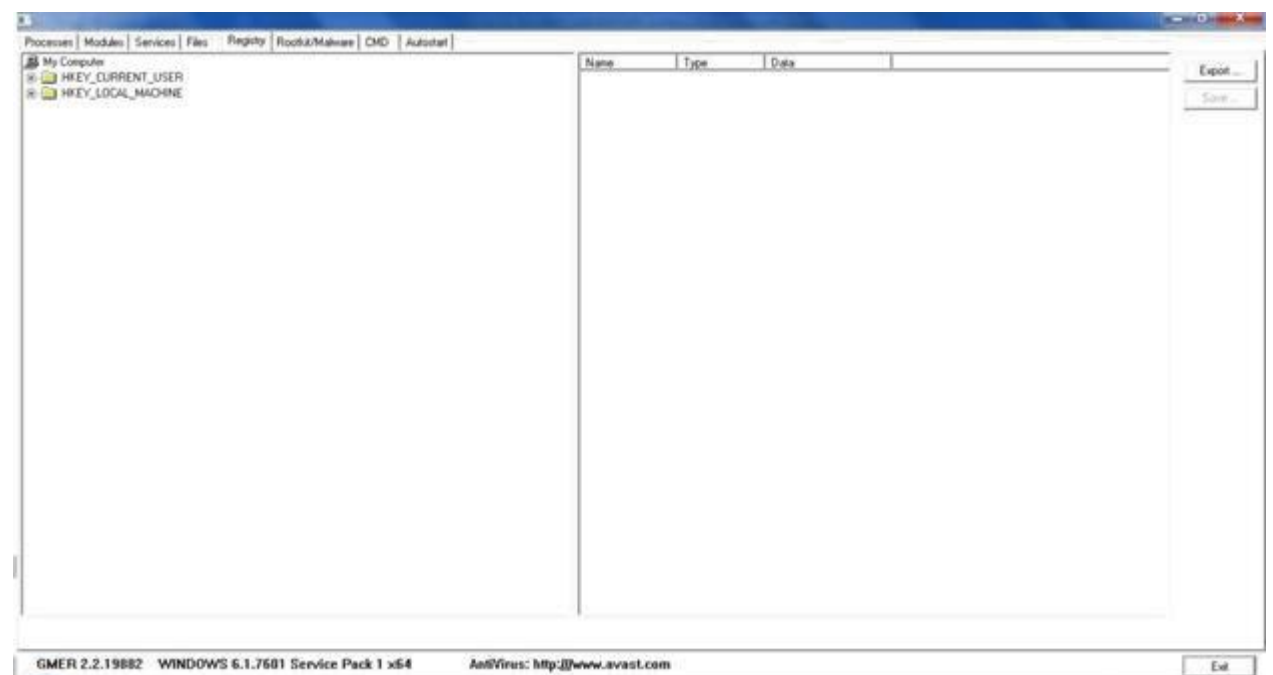 Processes Modules Services Files Registry Rootkit/Malware CMD Autostart
My Computer Name Type Data Export ...
HKEY_CURRENT_USER
HKEY_LOCAL_MACHINE Save ...
GMER 2.2.19882 WINDOWS 6.1.7601 Service Pack 1 x64 AntiVirus: http:///www.avast.com Exit